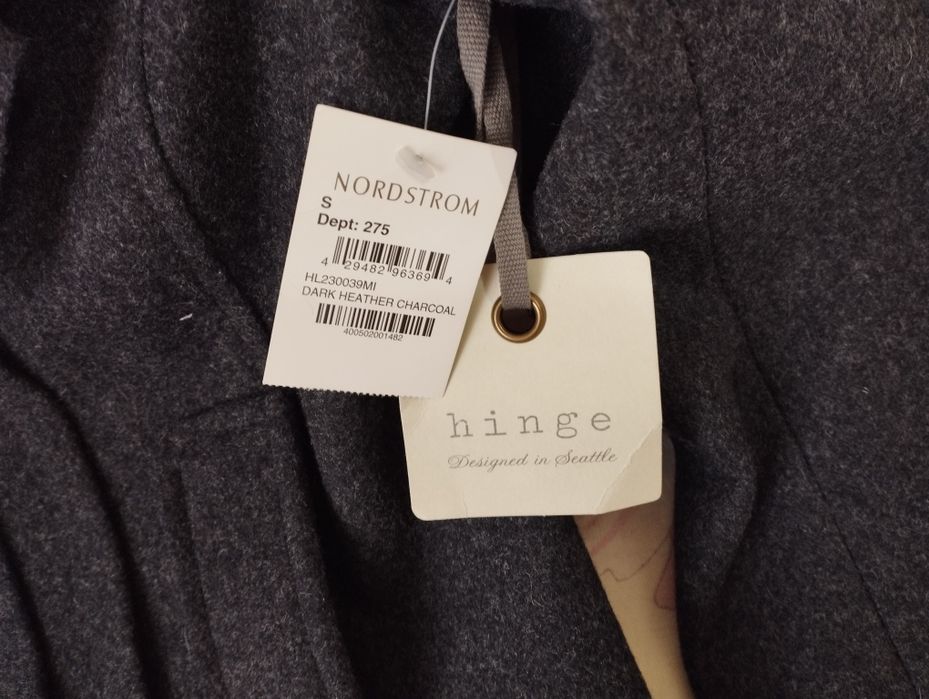 NORDSTROM
S
Dept: 275
4 29482 96369 4
HL230039MI
DARK HEATHER CHARCOAL
400502001482
hinge
Designed in Seattle